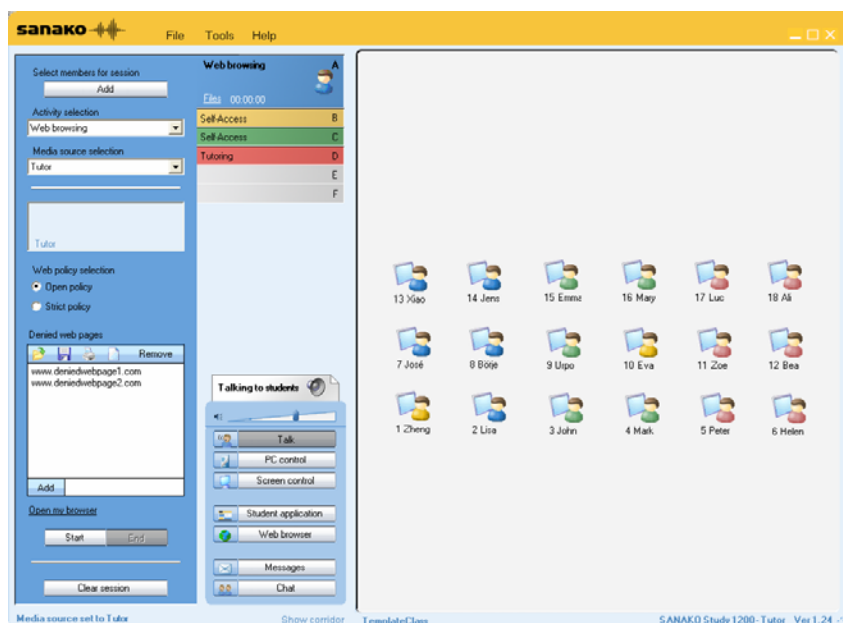 sanako
File Tools Help
Select members for session
Add
Activity selection
Web browsing
Media source selection
Tutor
Tutor
Web policy selection
Open policy
Strict policy
Denied web pages
Remove
www.deniedwebpage1.com
www.deniedwebpage2.com
Add
Open my browser
Start End
Clear session
Media source set to Tutor
Web browsing A
Files 00:00:00
Self-Access B
Self-Access C
Tutoring D
E
F
Talking to students
Talk
PC control
Screen control
Student application
Web browser
Messages
Chat
Show corridor
13 Xiao 14 Jens 15 Emma 16 Mary 17 Luc 18 Ali
7 José 8 Börje 9 Urpo 10 Eva 11 Zoe 12 Bea
1 Zheng 2 Lisa 3 John 4 Mark 5 Peter 6 Helen
TemplateClass
SANAKO Study 1200 - Tutor Ver 1.24